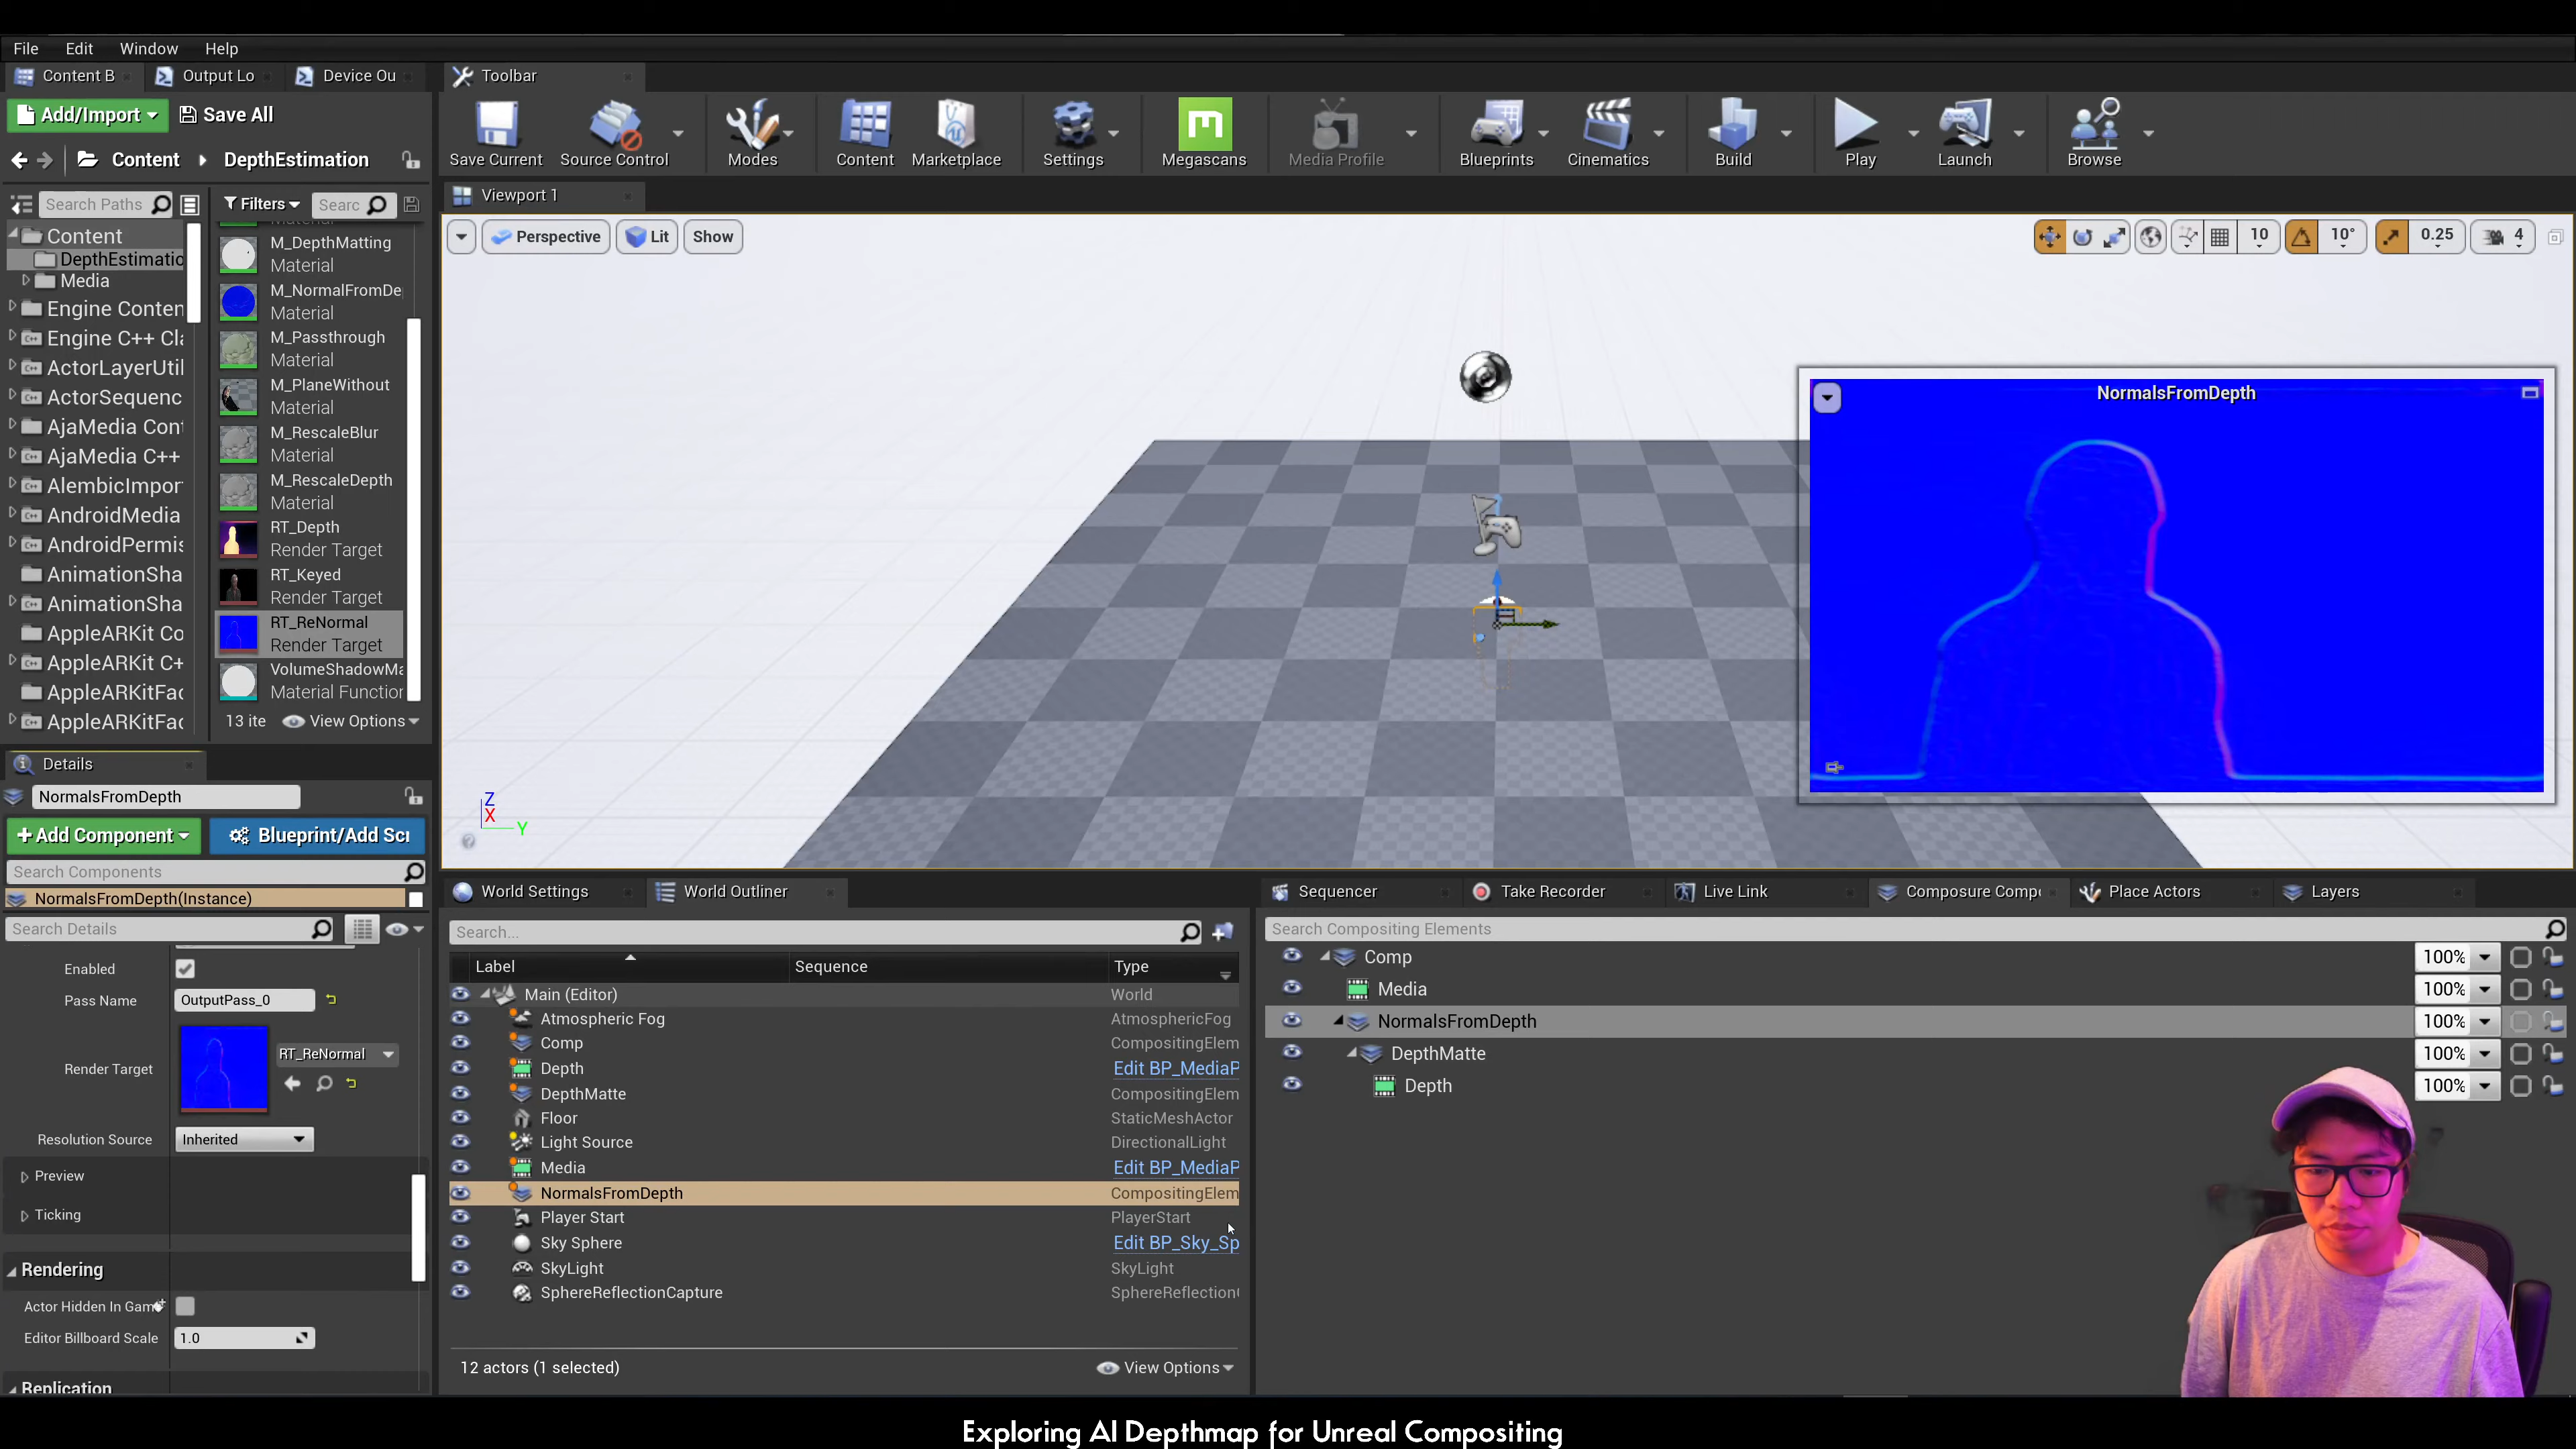 File Edit Window Help
Content B Output Lo Device Ou Toolbar
Add/Import Save All
Save Current Source Control Modes Content Marketplace Settings Megascans Media Profile Blueprints Cinematics Build Play Launch Browse
Content DepthEstimation
Search Paths Filters Searc
Viewport 1
Perspective Lit Show
10 10° 0.25 4
Content
DepthEstimatio
Media
Engine Conten
Engine C++ Cla
ActorLayerUtil
ActorSequenc
AjaMedia Cont
AjaMedia C++
AlembicImpor
AndroidMedia
AndroidPermis
AnimationSha
AnimationSha
AppleARKit Co
AppleARKit C+
AppleARKitFac
AppleARKitFac
M_DepthMatting
Material
M_NormalFromDe
Material
M_Passthrough
Material
M_PlaneWithout
Material
M_RescaleBlur
Material
M_RescaleDepth
Material
RT_Depth
Render Target
RT_Keyed
Render Target
RT_ReNormal
Render Target
VolumeShadowMa
Material Function
13 ite View Options
NormalsFromDepth
Z
X
Y
Details
NormalsFromDepth
Add Component Blueprint/Add Scr
Search Components
NormalsFromDepth(Instance)
Search Details
Enabled
Pass Name OutputPass_0
Render Target RT_ReNormal
Resolution Source Inherited
Preview
Ticking
Rendering
Actor Hidden In Gam
Editor Billboard Scale 1.0
Replication
World Settings World Outliner
Search...
Label Sequence Type
Main (Editor) World
Atmospheric Fog AtmosphericFog
Comp CompositingElem
Depth Edit BP_MediaP
DepthMatte CompositingElem
Floor StaticMeshActor
Light Source DirectionalLight
Media Edit BP_MediaP
NormalsFromDepth CompositingElem
Player Start PlayerStart
Sky Sphere Edit BP_Sky_Sp
SkyLight SkyLight
SphereReflectionCapture SphereReflection
12 actors (1 selected) View Options
Sequencer Take Recorder Live Link Composure Compo Place Actors Layers
Search Compositing Elements
Comp 100%
Media 100%
NormalsFromDepth 100%
DepthMatte 100%
Depth 100%
Exploring AI Depthmap for Unreal Compositing